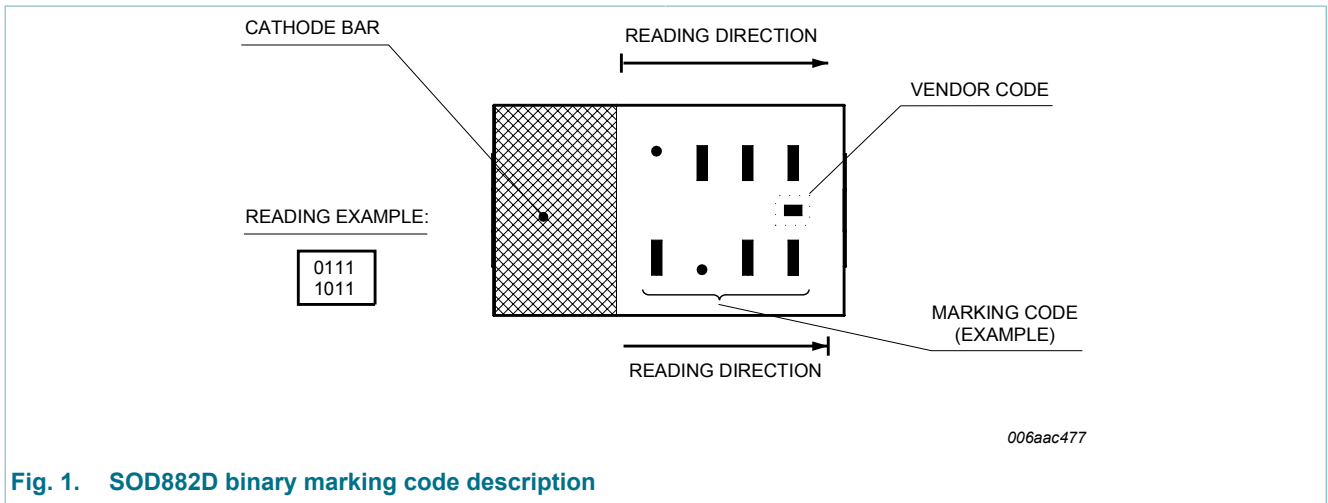 CATHODE BAR
READING DIRECTION
VENDOR CODE
READING EXAMPLE:
0111
1011
MARKING CODE
(EXAMPLE)
READING DIRECTION
006aac477
Fig. 1. SOD882D binary marking code description